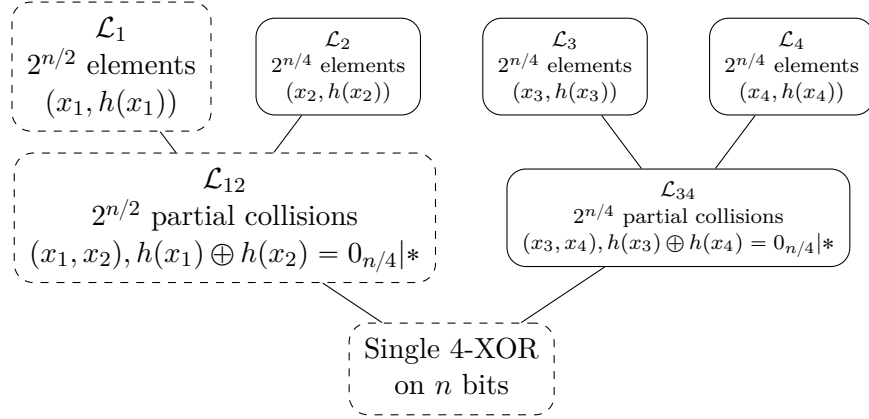 𝓛₁
2^{n/2} elements
(x₁, h(x₁))
𝓛₂
2^{n/4} elements
(x₂, h(x₂))
𝓛₃
2^{n/4} elements
(x₃, h(x₃))
𝓛₄
2^{n/4} elements
(x₄, h(x₄))
𝓛₁₂
2^{n/2} partial collisions
(x₁, x₂), h(x₁) ⊕ h(x₂) = 0_{n/4}|∗
𝓛₃₄
2^{n/4} partial collisions
(x₃, x₄), h(x₃) ⊕ h(x₄) = 0_{n/4}|∗
Single 4-XOR
on n bits